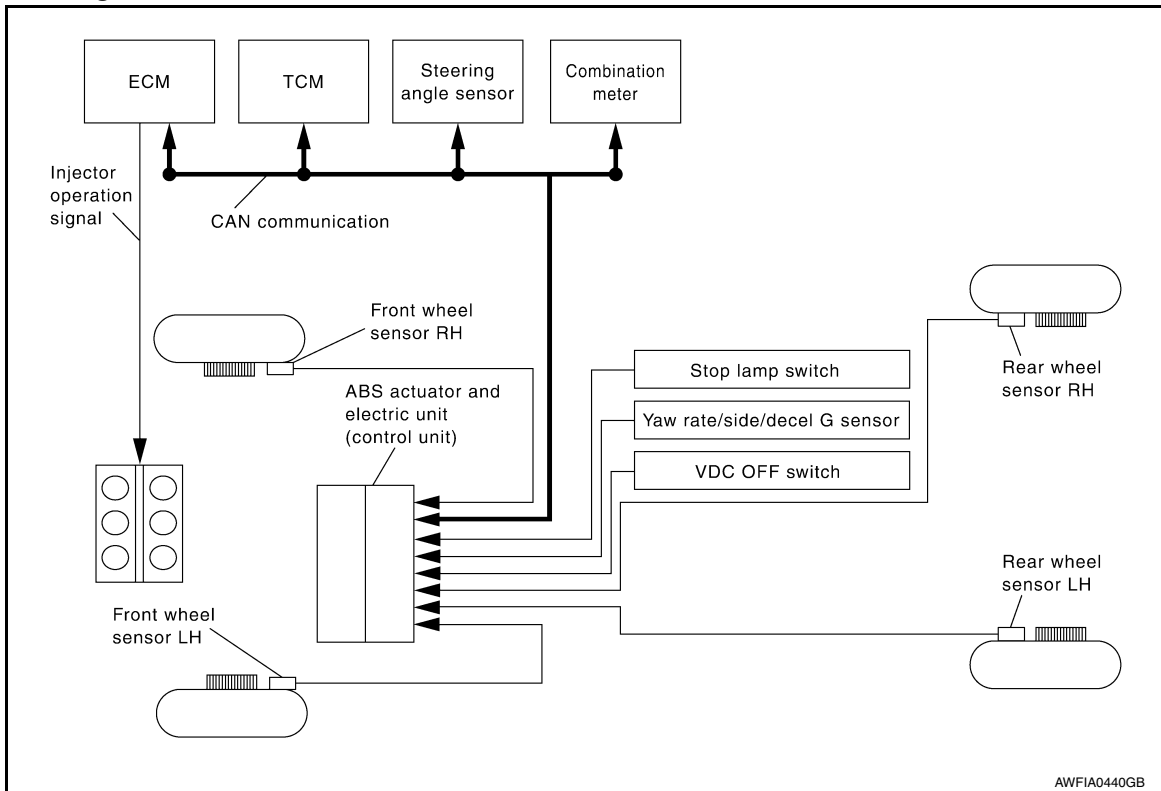 ECM
TCM
Steering
angle sensor
Combination
meter
Injector
operation
signal
CAN communication
Front wheel
sensor RH
ABS actuator and
electric unit
(control unit)
Stop lamp switch
Yaw rate/side/decel G sensor
VDC OFF switch
Rear wheel
sensor RH
Rear wheel
sensor LH
Front wheel
sensor LH
AWFIA0440GB